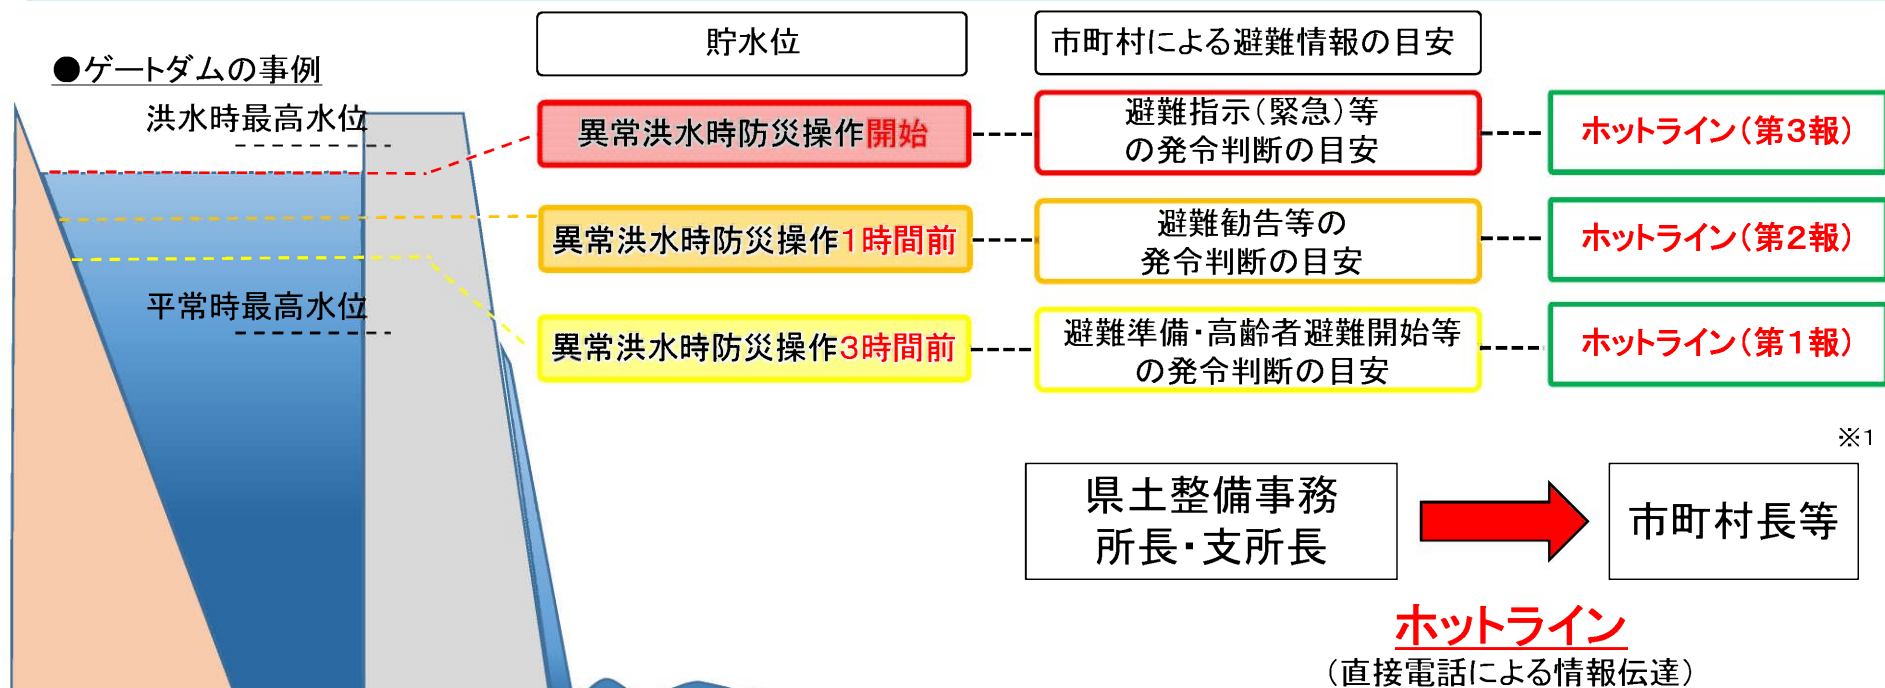 ●ゲートダムの事例
洪水時最高水位
平常時最高水位
貯水位
市町村による避難情報の目安
異常洪水時防災操作開始
避難指示(緊急)等
の発令判断の目安
ホットライン(第3報)
異常洪水時防災操作1時間前
避難勧告等の
発令判断の目安
ホットライン(第2報)
異常洪水時防災操作3時間前
避難準備・高齢者避難開始等
の発令判断の目安
ホットライン(第1報)
※1
県土整備事務
所長・支所長
市町村長等
ホットライン
(直接電話による情報伝達)